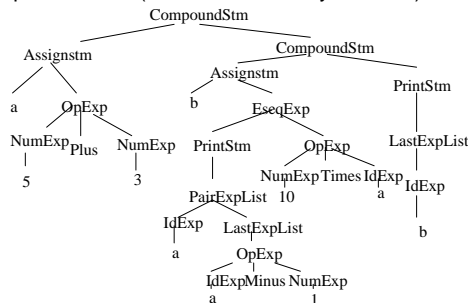 CompoundStm
CompoundStm
Assignstm
Assignstm
PrintStm
a
OpExp
b
EseqExp
NumExp Plus NumExp
PrintStm
OpExp
LastExpList
5
3
NumExp Times IdExp
IdExp
PairExpList
10
a
IdExp
LastExpList
b
a
OpExp
IdExp Minus NumExp
a
1